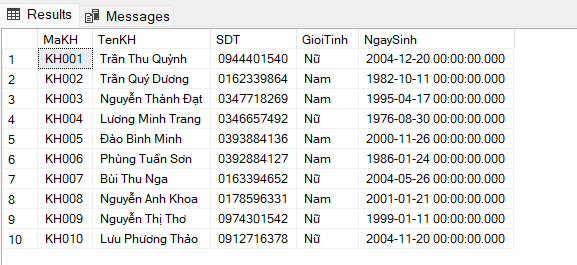 Results Messages
MaKH TenKH SDT GioiTinh NgaySinh
1 KH001 Trần Thu Quỳnh 0944401540 Nữ 2004-12-20 00:00:00.000
2 KH002 Trần Quý Dương 0162339864 Nam 1982-10-11 00:00:00.000
3 KH003 Nguyễn Thành Đạt 0347718269 Nam 1995-04-17 00:00:00.000
4 KH004 Lương Minh Trang 0346657492 Nữ 1976-08-30 00:00:00.000
5 KH005 Đào Bình Minh 0393884136 Nam 2000-11-26 00:00:00.000
6 KH006 Phùng Tuấn Sơn 0392884127 Nam 1986-01-24 00:00:00.000
7 KH007 Bùi Thu Nga 0163394652 Nữ 2004-05-26 00:00:00.000
8 KH008 Nguyễn Anh Khoa 0178596331 Nam 2001-01-21 00:00:00.000
9 KH009 Nguyễn Thị Thơ 0974301542 Nữ 1999-01-11 00:00:00.000
10 KH010 Lưu Phương Thảo 0912716378 Nữ 2004-11-20 00:00:00.000